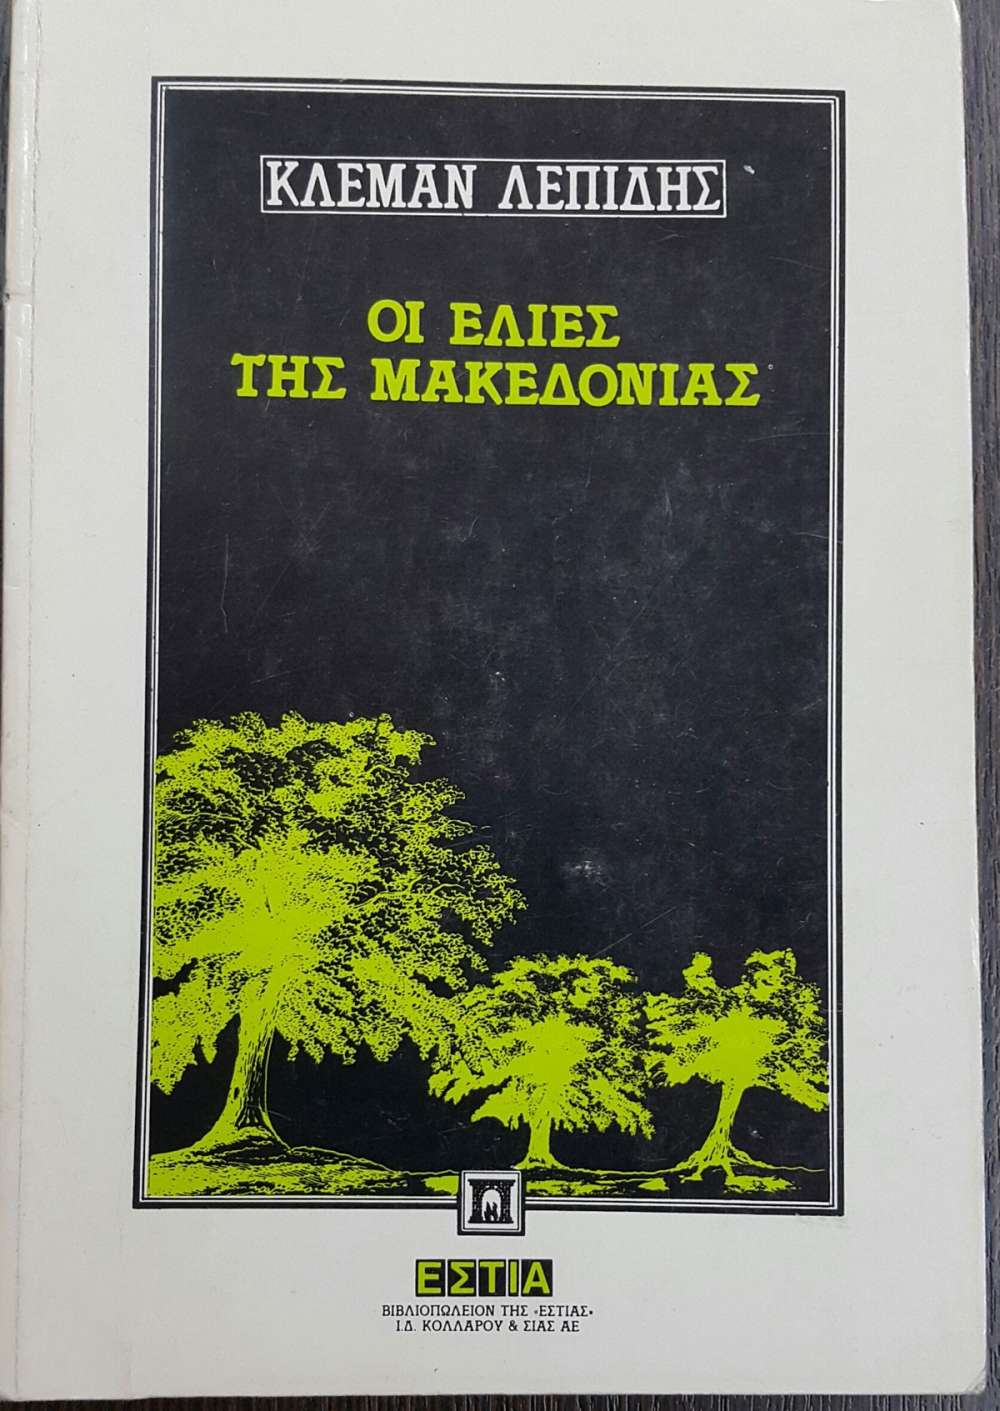 ΚΛΕΜΑΝ ΛΕΠΙΔΗΣ
ΟΙ ΕΛΙΕΣ
ΤΗΣ ΜΑΚΕΔΟΝΙΑΣ
ΕΣΤΙΑ
ΒΙΒΛΙΟΠΩΛΕΙΟΝ ΤΗΣ «ΕΣΤΙΑΣ»
Ι.Δ. ΚΟΛΛΑΡΟΥ & ΣΙΑΣ ΑΕ